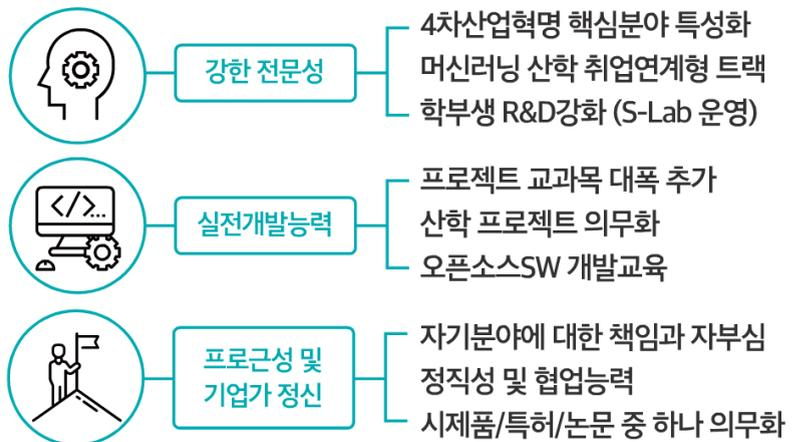 강한 전문성
4차산업혁명 핵심분야 특성화
머신러닝 산학 취업연계형 트랙
학부생 R&D강화 (S-Lab 운영)
</>...
실전개발능력
프로젝트 교과목 대폭 추가
산학 프로젝트 의무화
오픈소스SW 개발교육
프로근성 및
기업가 정신
자기분야에 대한 책임과 자부심
정직성 및 협업능력
시제품/특허/논문 중 하나 의무화